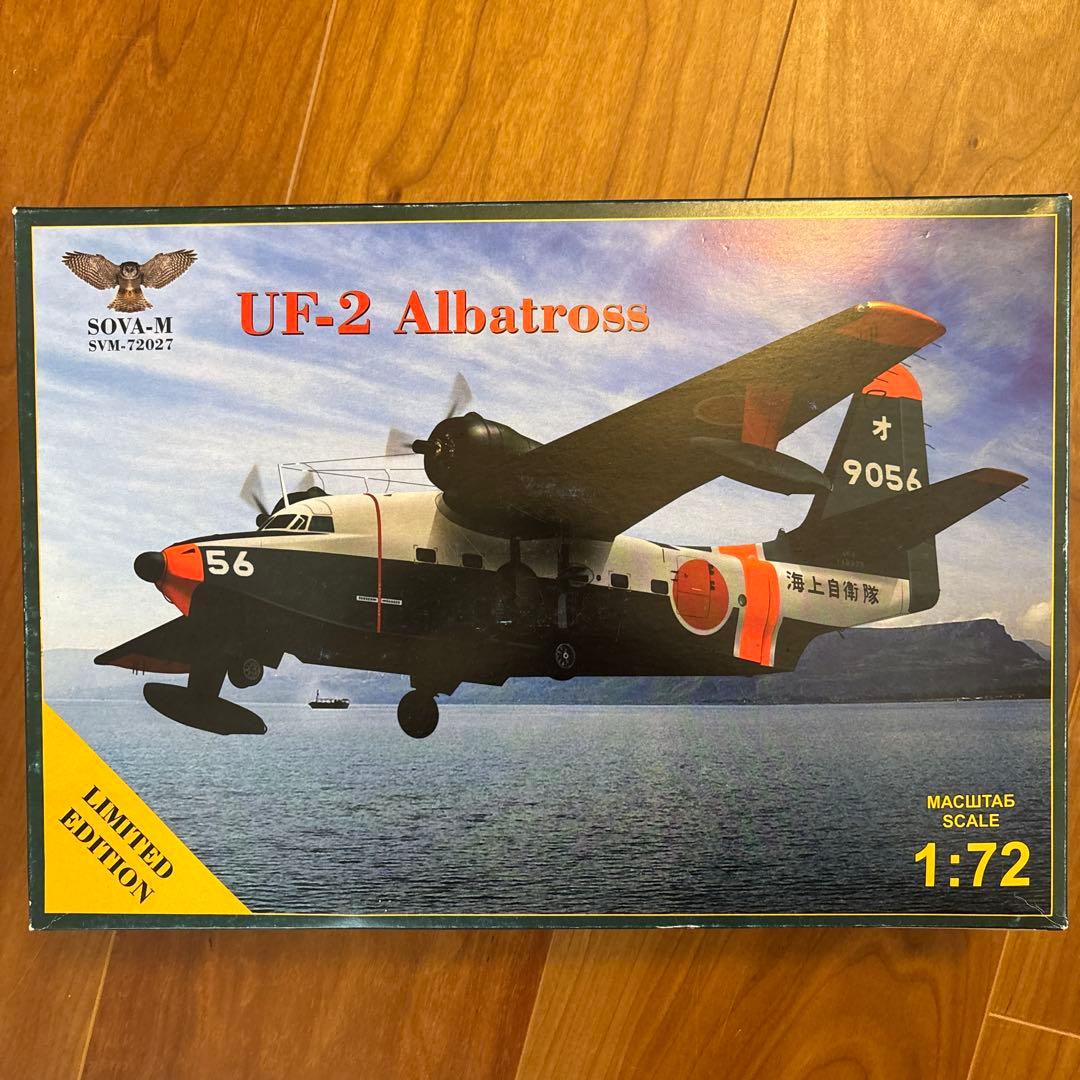 SOVA-M
SVM-72027
UF-2 Albatross
オ
9056
56
海上自衛隊
LIMITED
EDITION
МАСШТАБ
SCALE
1:72